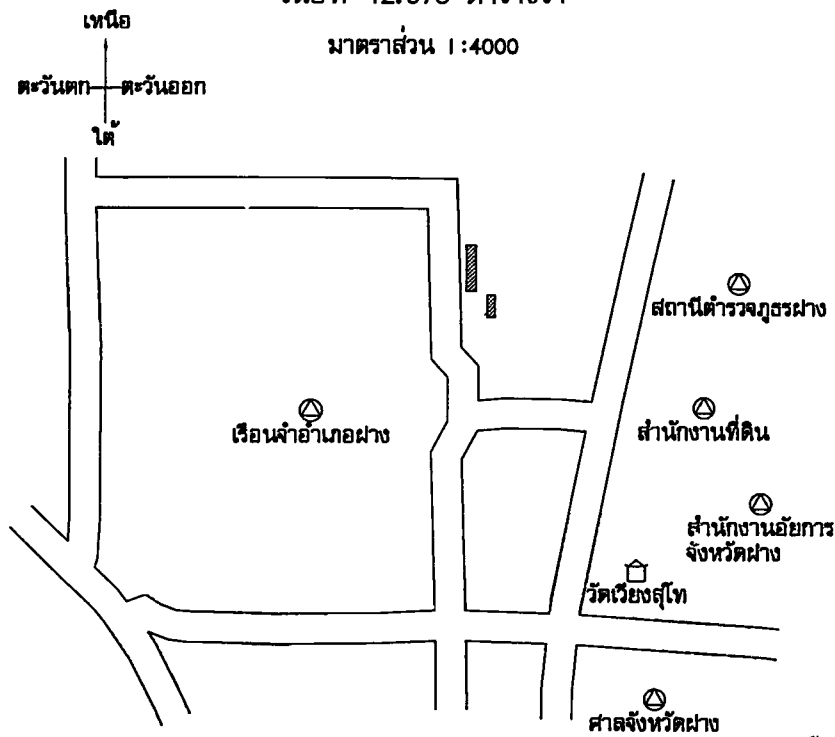 มาตราส่วน 1:4000
เหนือ
ตะวันตก ตะวันออก
ใต้
สถานีตำรวจภูธรฝาง
เรือนจำอำเภอฝาง
สำนักงานที่ดิน
สำนักงานอัยการ
จังหวัดฝาง
วัดเวียงสุโท
ศาลจังหวัดฝาง